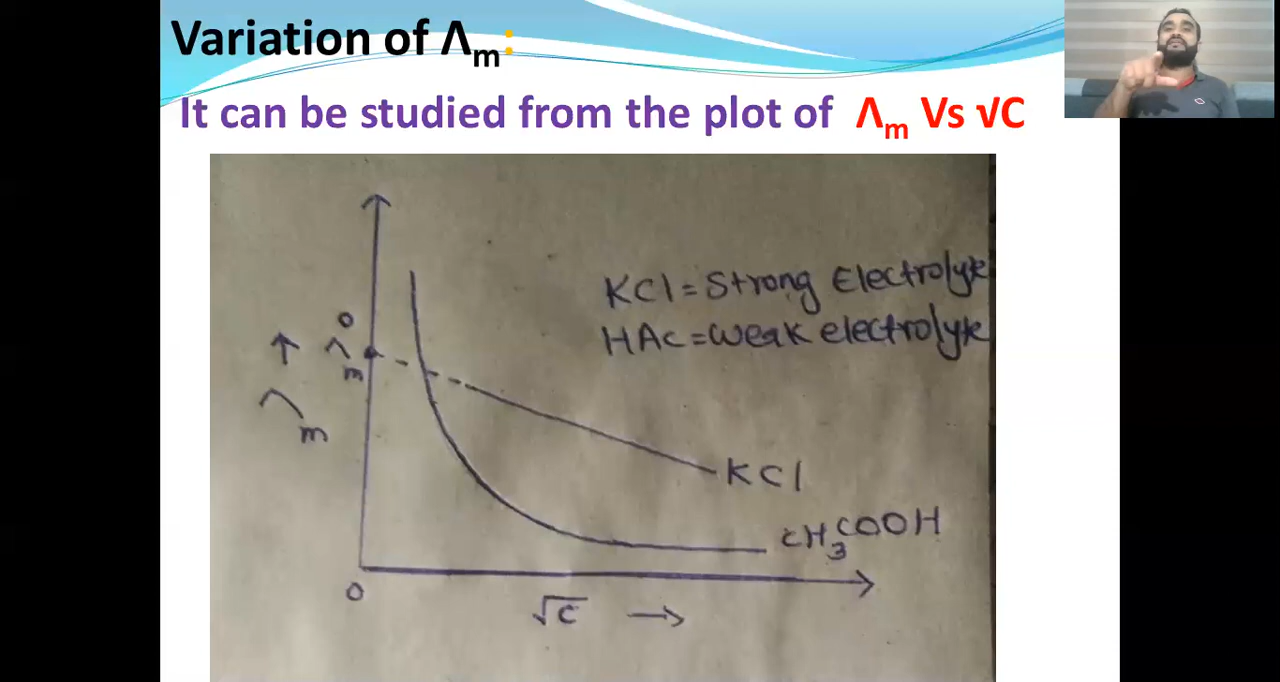 Variation of Λm:
It can be studied from the plot of Λm Vs √C
KCl = Strong Electrolyte
HAc = Weak electrolyte
Λ°m
Λm →
KCl
CH3COOH
0
√c →